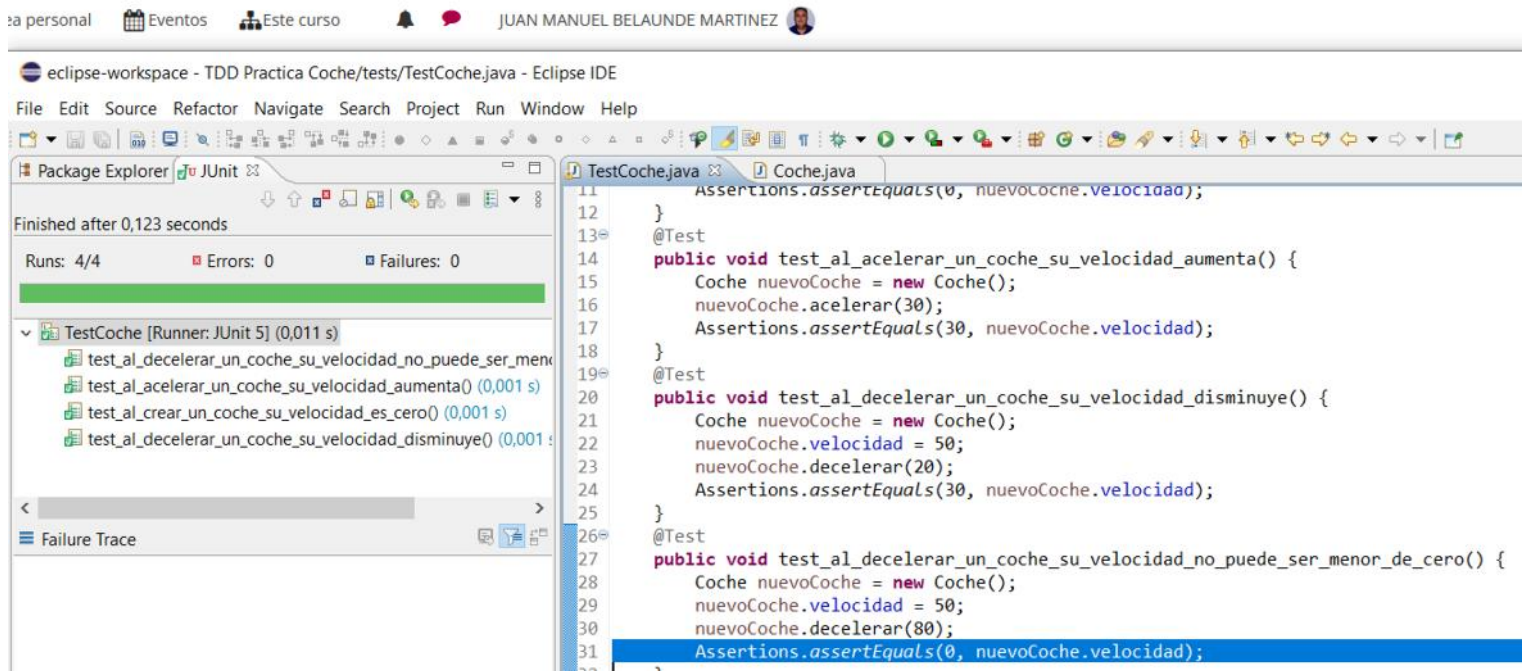 ea personal Eventos Este curso JUAN MANUEL BELAUNDE MARTINEZ
eclipse-workspace - TDD Practica Coche/tests/TestCoche.java - Eclipse IDE
File Edit Source Refactor Navigate Search Project Run Window Help
Package Explorer JUnit
Finished after 0,123 seconds
Runs: 4/4 Errors: 0 Failures: 0
TestCoche [Runner: JUnit 5] (0,011 s)
test_al_decelerar_un_coche_su_velocidad_no_puede_ser_meno
test_al_acelerar_un_coche_su_velocidad_aumenta() (0,001 s)
test_al_crear_un_coche_su_velocidad_es_cero() (0,001 s)
test_al_decelerar_un_coche_su_velocidad_disminuye() (0,001 s
Failure Trace
TestCoche.java Coche.java
11 Assertions.assertEquals(0, nuevoCoche.velocidad);
12 }
13 @Test
14 public void test_al_acelerar_un_coche_su_velocidad_aumenta() {
15 Coche nuevoCoche = new Coche();
16 nuevoCoche.acelerar(30);
17 Assertions.assertEquals(30, nuevoCoche.velocidad);
18 }
19 @Test
20 public void test_al_decelerar_un_coche_su_velocidad_disminuye() {
21 Coche nuevoCoche = new Coche();
22 nuevoCoche.velocidad = 50;
23 nuevoCoche.decelerar(20);
24 Assertions.assertEquals(30, nuevoCoche.velocidad);
25 }
26 @Test
27 public void test_al_decelerar_un_coche_su_velocidad_no_puede_ser_menor_de_cero() {
28 Coche nuevoCoche = new Coche();
29 nuevoCoche.velocidad = 50;
30 nuevoCoche.decelerar(80);
31 Assertions.assertEquals(0, nuevoCoche.velocidad);